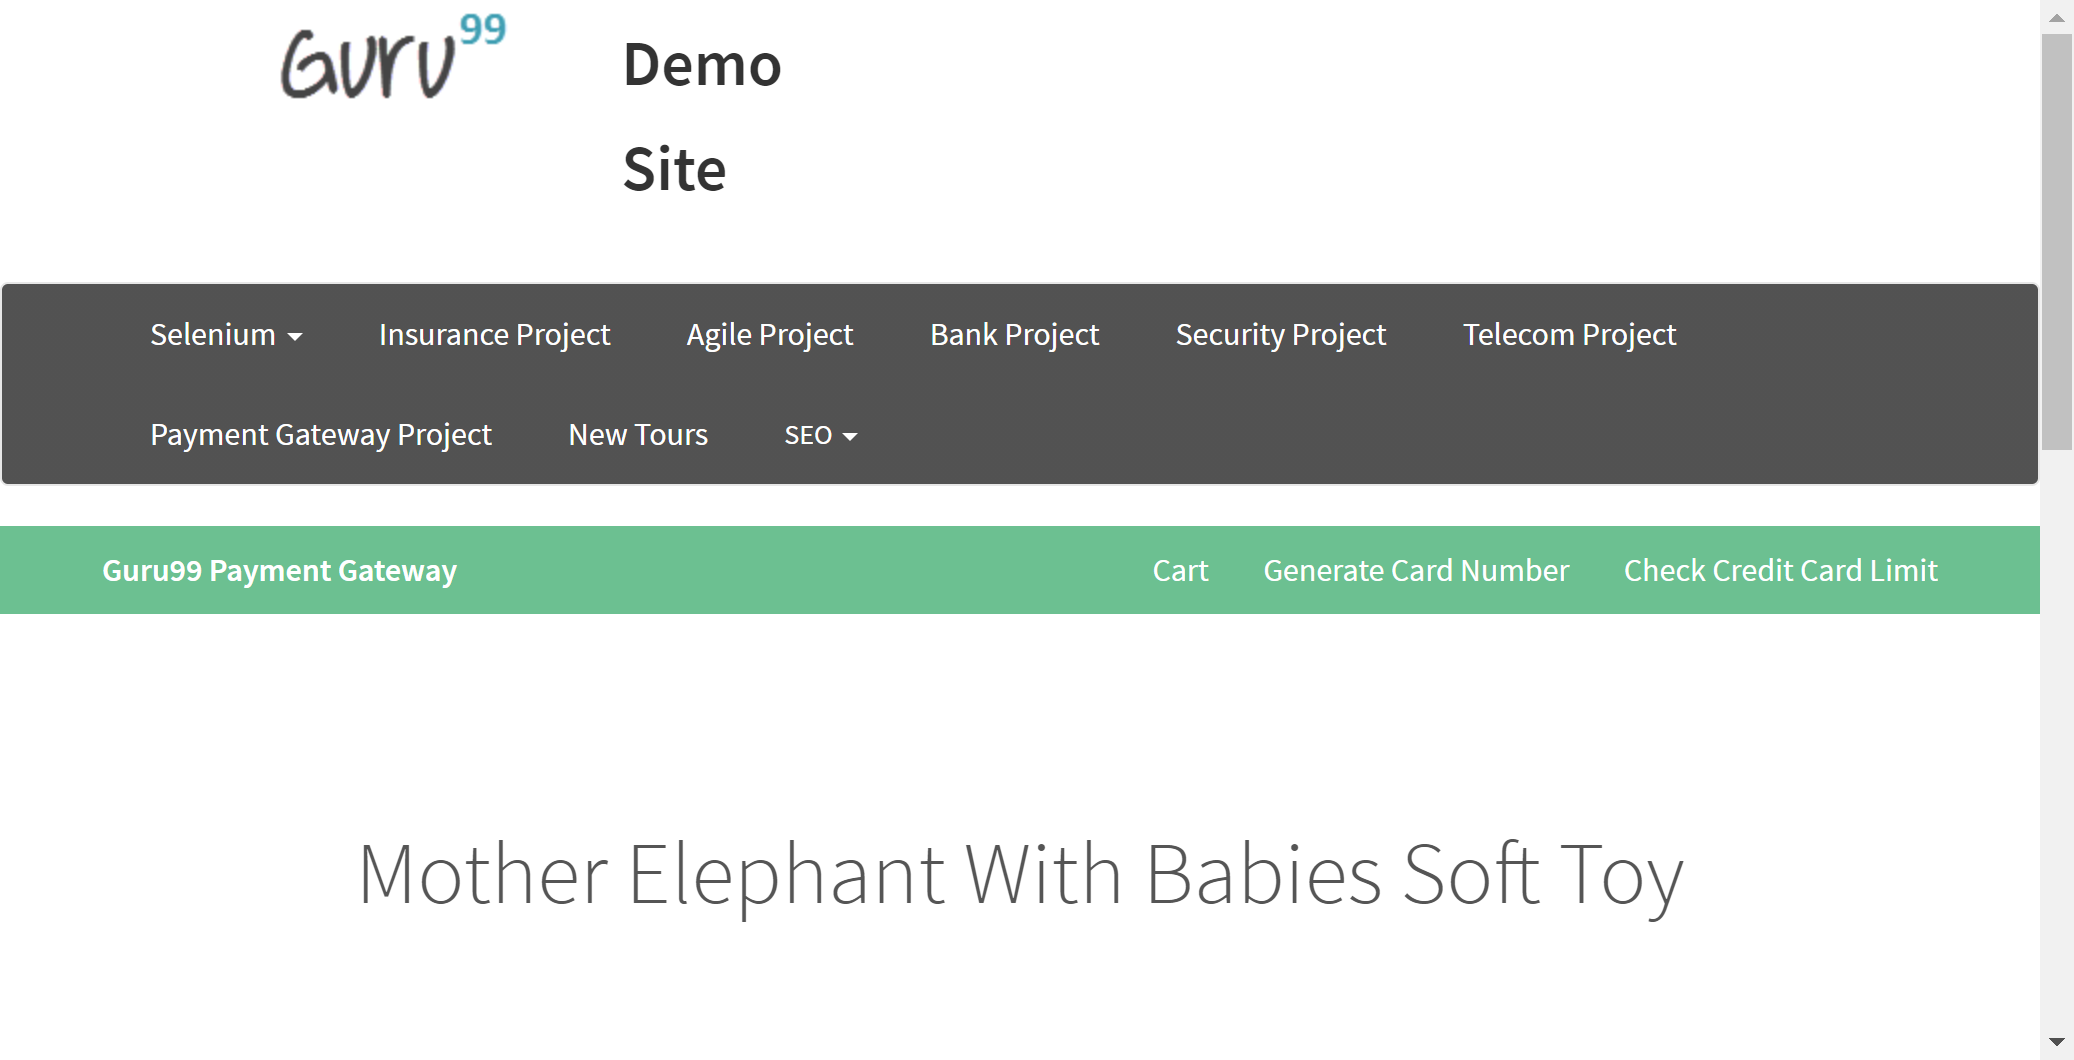 Guru99
Demo
Site
Selenium Insurance Project Agile Project Bank Project Security Project Telecom Project
Payment Gateway Project New Tours SEO
Guru99 Payment Gateway Cart Generate Card Number Check Credit Card Limit
Mother Elephant With Babies Soft Toy